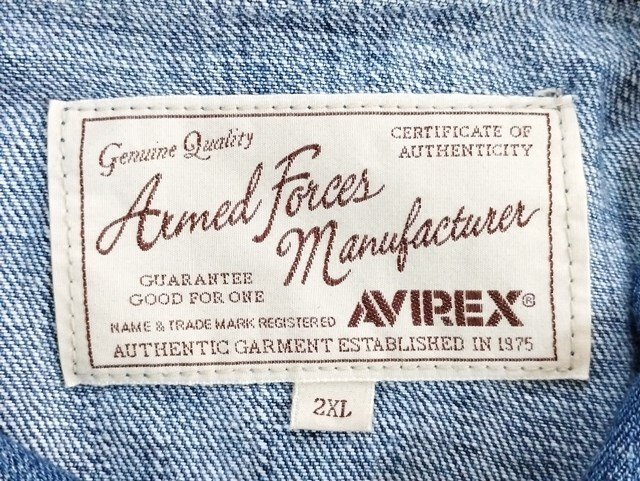 Genuine Quality
CERTIFICATE OF
AUTHENTICITY
Armed Forces
Manufacturer
GUARANTEE
GOOD FOR ONE
NAME & TRADE MARK REGISTERED
AVIREX®
AUTHENTIC GARMENT ESTABLISHED IN 1975
2XL